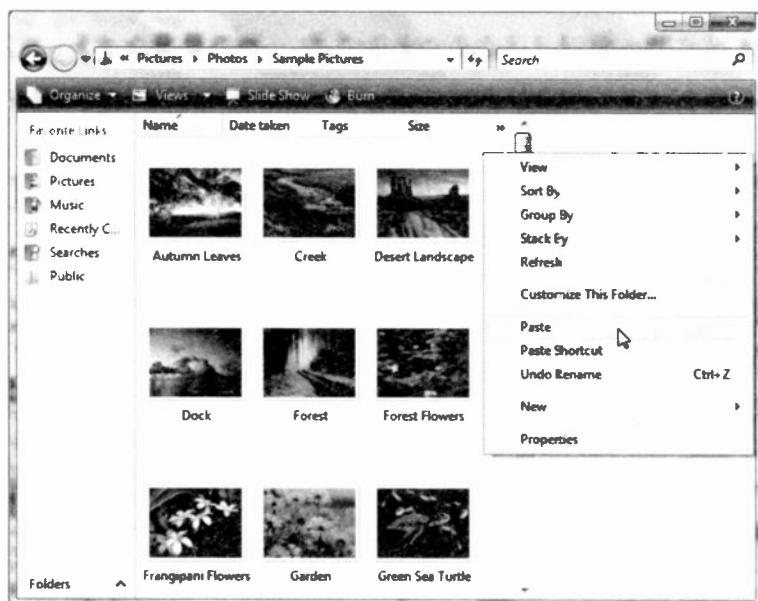 « Pictures Photos Sample Pictures Search
Organize Views Slide Show Burn
Favorite Links
Documents
Pictures
Music
Recently C...
Searches
Public
Folders
Name Date taken Tags Size »
Autumn Leaves Creek Desert Landscape
Dock Forest Forest Flowers
Frangipani Flowers Garden Green Sea Turtle
View
Sort By
Group By
Stack By
Refresh
Customize This Folder...
Paste
Paste Shortcut
Undo Rename Ctrl+Z
New
Properties